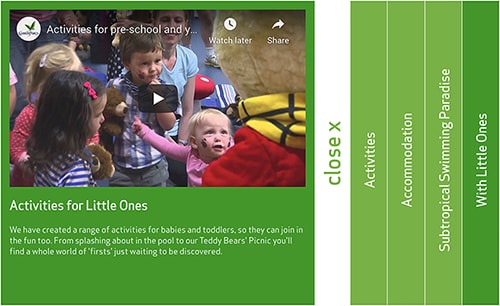 Activities for pre-school and y...
Watch later
Share
Activities for Little Ones
We have created a range of activities for babies and toddlers, so they can join in
the fun too. From splashing about in the pool to our Teddy Bears' Picnic you'll
find a whole world of 'firsts' just waiting to be discovered.
close x
Activities
Accommodation
Subtropical Swimming Paradise
With Little Ones